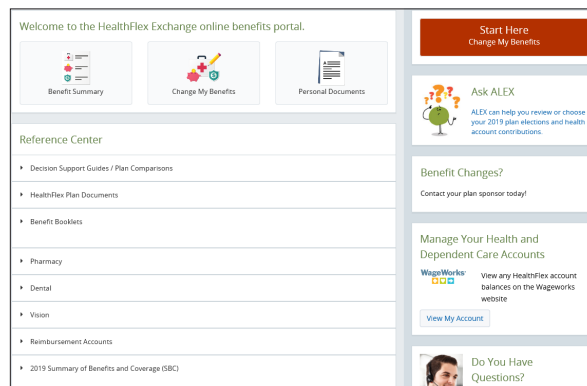 Welcome to the HealthFlex Exchange online benefits portal.
Benefit Summary
Change My Benefits
Personal Documents
Reference Center
Decision Support Guides / Plan Comparisons
HealthFlex Plan Documents
Benefit Booklets
Pharmacy
Dental
Vision
Reimbursement Accounts
2019 Summary of Benefits and Coverage (SBC)
Start Here
Change My Benefits
Ask ALEX
ALEX can help you review or choose
your 2019 plan elections and health
account contributions.
Benefit Changes?
Contact your plan sponsor today!
Manage Your Health and
Dependent Care Accounts
WageWorks
View any HealthFlex account
balances on the Wageworks
website
View My Account
Do You Have
Questions?